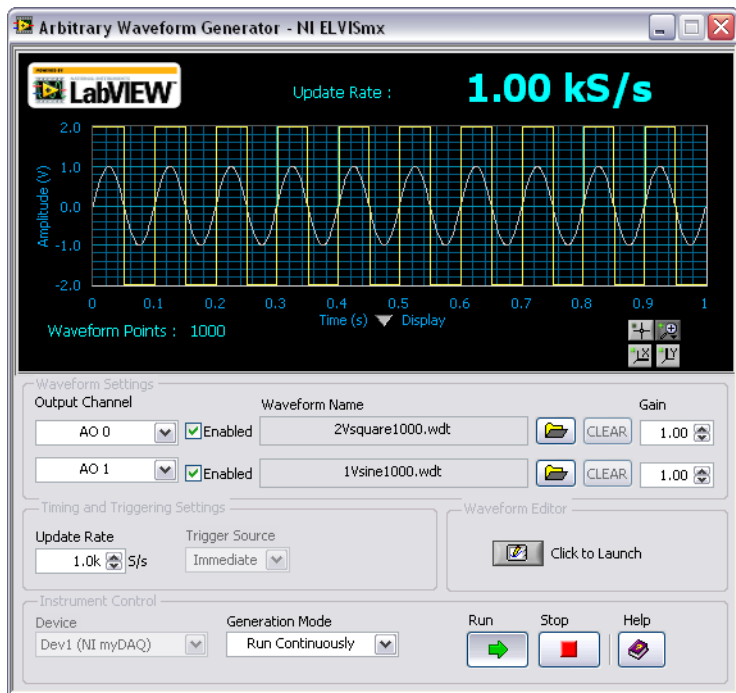 Arbitrary Waveform Generator - NI ELVISmx
LabVIEW
Update Rate : 1.00 kS/s
2.0
1.0
0.0
-1.0
-2.0
Amplitude (V)
0 0.1 0.2 0.3 0.4 0.5 0.6 0.7 0.8 0.9 1
Time (s) Display
Waveform Points : 1000
Waveform Settings
Output Channel Waveform Name Gain
AO 0 Enabled 2Vsquare1000.wdt CLEAR 1.00
AO 1 Enabled 1Vsine1000.wdt CLEAR 1.00
Timing and Triggering Settings Waveform Editor
Update Rate Trigger Source
1.0k S/s Immediate Click to Launch
Instrument Control
Device Generation Mode Run Stop Help
Dev1 (NI myDAQ) Run Continuously